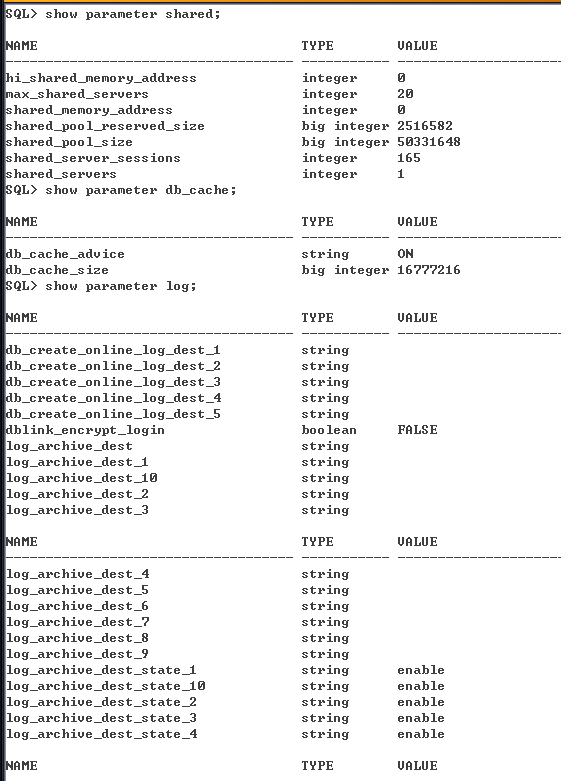 SQL> show parameter shared;
NAME TYPE VALUE
------------------------------------ ----------- ------------------------------
hi_shared_memory_address integer 0
max_shared_servers integer 20
shared_memory_address integer 0
shared_pool_reserved_size big integer 2516582
shared_pool_size big integer 50331648
shared_server_sessions integer 165
shared_servers integer 1
SQL> show parameter db_cache;
NAME TYPE VALUE
------------------------------------ ----------- ------------------------------
db_cache_advice string ON
db_cache_size big integer 16777216
SQL> show parameter log;
NAME TYPE VALUE
------------------------------------ ----------- ------------------------------
db_create_online_log_dest_1 string
db_create_online_log_dest_2 string
db_create_online_log_dest_3 string
db_create_online_log_dest_4 string
db_create_online_log_dest_5 string
dblink_encrypt_login boolean FALSE
log_archive_dest string
log_archive_dest_1 string
log_archive_dest_10 string
log_archive_dest_2 string
log_archive_dest_3 string
NAME TYPE VALUE
------------------------------------ ----------- ------------------------------
log_archive_dest_4 string
log_archive_dest_5 string
log_archive_dest_6 string
log_archive_dest_7 string
log_archive_dest_8 string
log_archive_dest_9 string
log_archive_dest_state_1 string enable
log_archive_dest_state_10 string enable
log_archive_dest_state_2 string enable
log_archive_dest_state_3 string enable
log_archive_dest_state_4 string enable
NAME TYPE VALUE